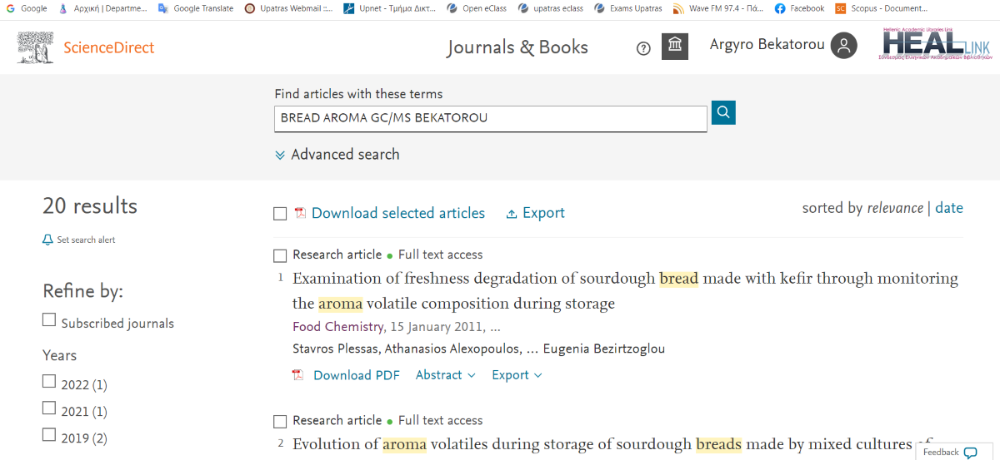 Google Αρχική | Departme... Google Translate Upatras Webmail ::... Upnet - Τμήμα Δικτ... Open eClass upatras eclass Exams Upatras Wave FM 97.4 - Πά... Facebook SC Scopus - Document...
ScienceDirect
Journals & Books
?
Argyro Bekatorou
Hellenic Academic Libraries Link
HEAL LINK
Σύνδεσμος Ελληνικών Ακαδημαϊκών Βιβλιοθηκών
Find articles with these terms
BREAD AROMA GC/MS BEKATOROU
Advanced search
20 results
Set search alert
Refine by:
Subscribed journals
Years
2022 (1)
2021 (1)
2019 (2)
Download selected articles Export
sorted by relevance | date
Research article • Full text access
1 Examination of freshness degradation of sourdough bread made with kefir through monitoring
the aroma volatile composition during storage
Food Chemistry, 15 January 2011, ...
Stavros Plessas, Athanasios Alexopoulos, ... Eugenia Bezirtzoglou
Download PDF Abstract Export
Research article • Full text access
2 Evolution of aroma volatiles during storage of sourdough breads made by mixed cultures of
Feedback